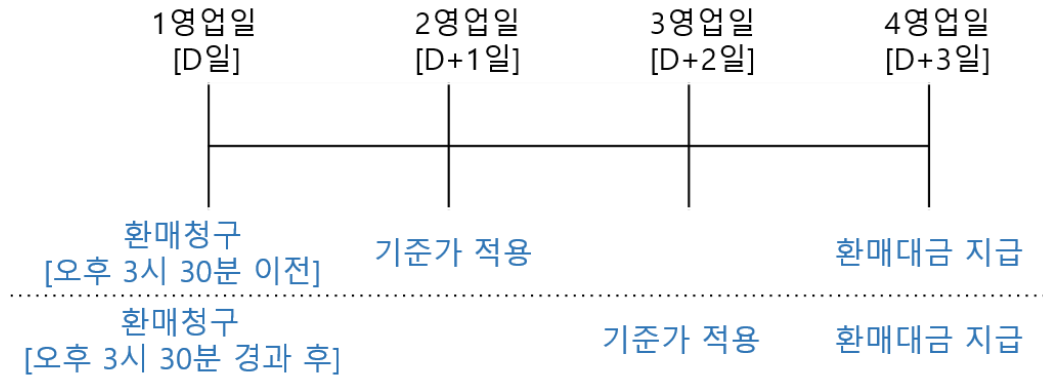 1영업일 2영업일 3영업일 4영업일
[D일] [D+1일] [D+2일] [D+3일]
환매청구
[오후 3시 30분 이전] 기준가 적용 환매대금 지급
환매청구
[오후 3시 30분 경과 후] 기준가 적용 환매대금 지급